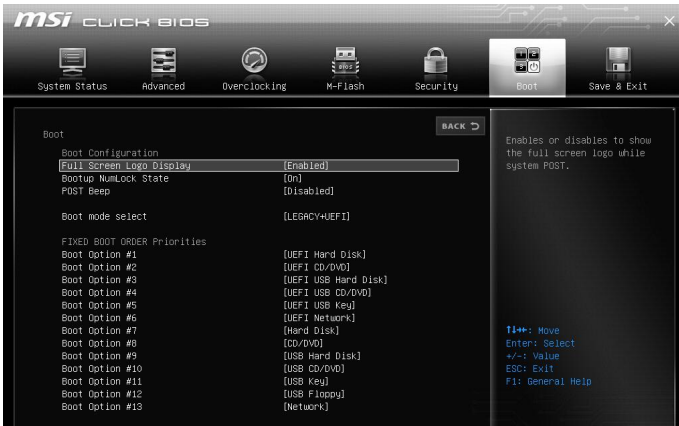 msi CLICK BIOS
System Status Advanced Overclocking M-Flash Security Boot Save & Exit
BIOS
BACK
Boot
Boot Configuration
Full Screen Logo Display [Enabled]
Bootup NumLock State [On]
POST Beep [Disabled]
Boot mode select [LEGACY+UEFI]
FIXED BOOT ORDER Priorities
Boot Option #1 [UEFI Hard Disk]
Boot Option #2 [UEFI CD/DVD]
Boot Option #3 [UEFI USB Hard Disk]
Boot Option #4 [UEFI USB CD/DVD]
Boot Option #5 [UEFI USB Key]
Boot Option #6 [UEFI Network]
Boot Option #7 [Hard Disk]
Boot Option #8 [CD/DVD]
Boot Option #9 [USB Hard Disk]
Boot Option #10 [USB CD/DVD]
Boot Option #11 [USB Key]
Boot Option #12 [USB Floppy]
Boot Option #13 [Network]
Enables or disables to show
the full screen logo while
system POST.
↑↓→←: Move
Enter: Select
+/-: Value
ESC: Exit
F1: General Help